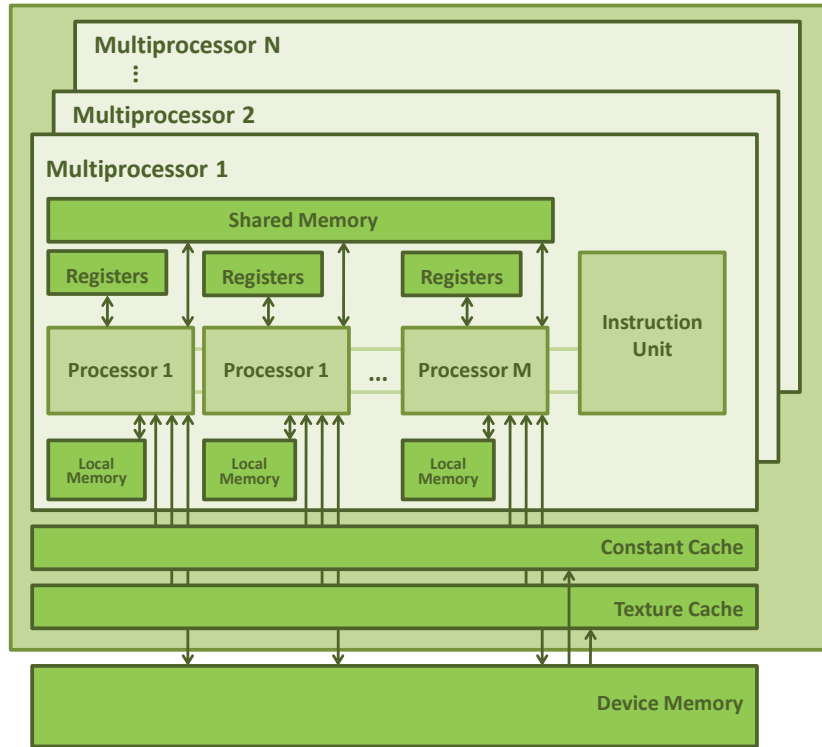 Multiprocessor N
⋮
Multiprocessor 2
Multiprocessor 1
Shared Memory
Registers
Registers
Registers
Instruction
Unit
Processor 1
Processor 1
...
Processor M
Local
Memory
Local
Memory
Local
Memory
Constant Cache
Texture Cache
Device Memory